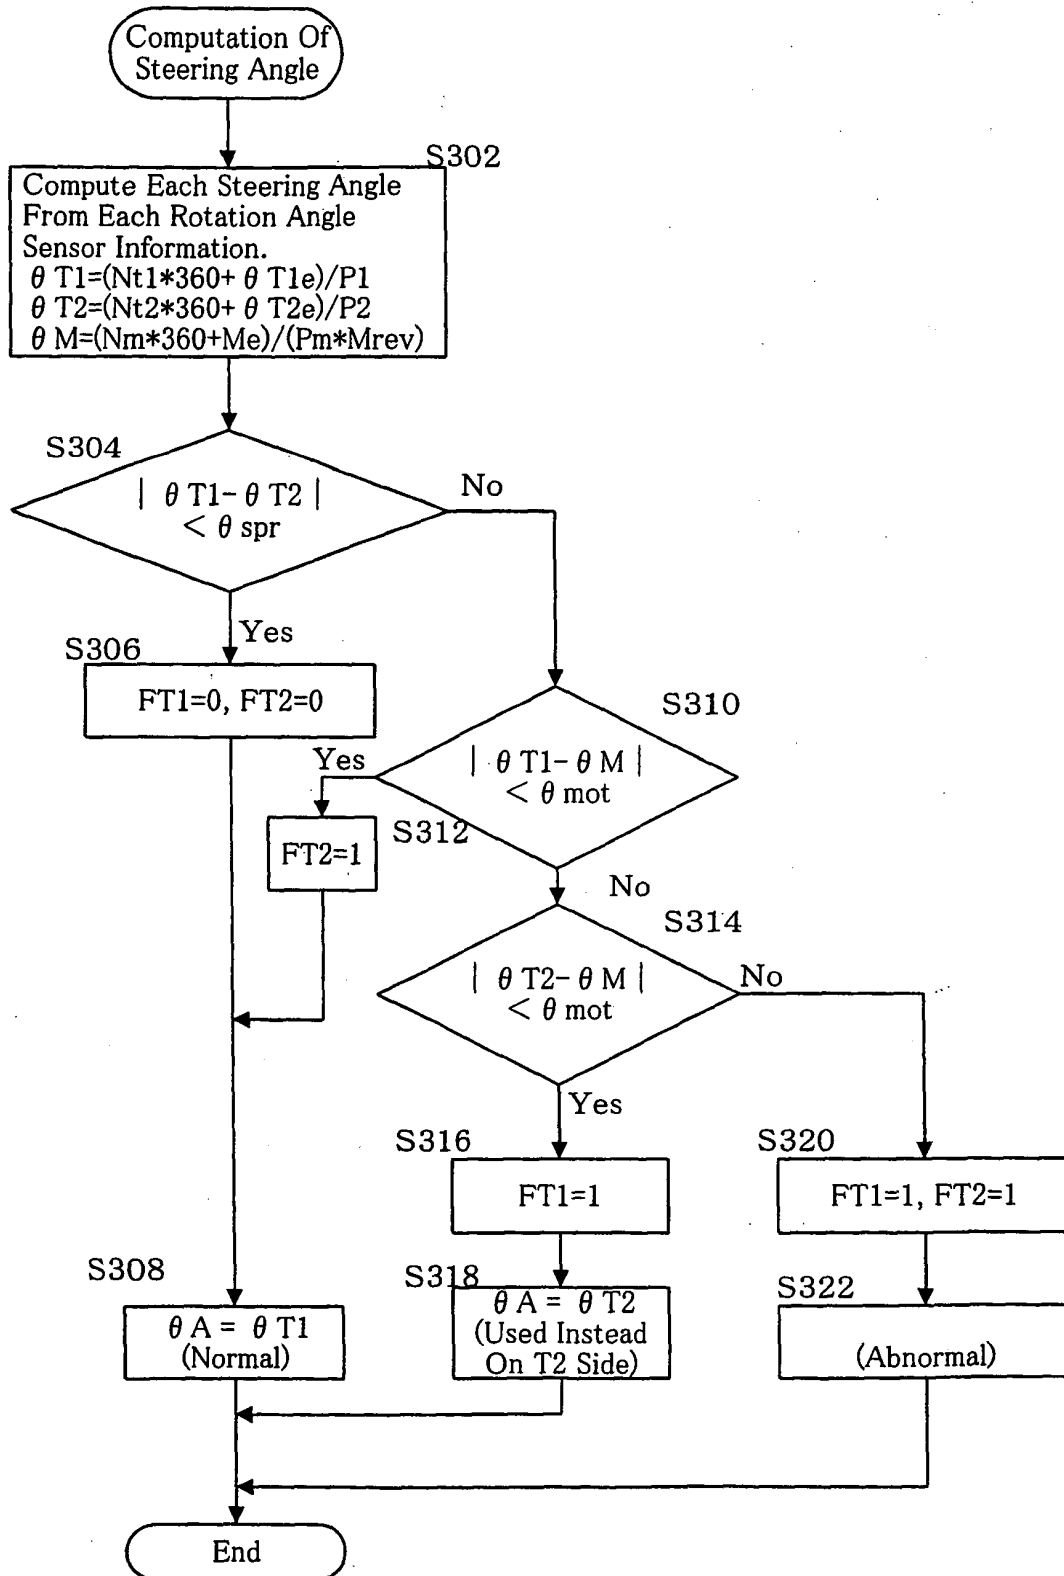 Computation Of
Steering Angle
S302
Compute Each Steering Angle
From Each Rotation Angle
Sensor Information.
θ T1=(Nt1*360+ θ T1e)/P1
θ T2=(Nt2*360+ θ T2e)/P2
θ M=(Nm*360+Me)/(Pm*Mrev)
S304
| θ T1- θ T2 |
< θ spr
No
Yes
S306
FT1=0, FT2=0
S310
| θ T1- θ M |
< θ mot
Yes
S312
FT2=1
No
S314
| θ T2- θ M |
< θ mot
No
Yes
S316
FT1=1
S320
FT1=1, FT2=1
S308
θ A = θ T1
(Normal)
S318
θ A = θ T2
(Used Instead
On T2 Side)
S322
(Abnormal)
End